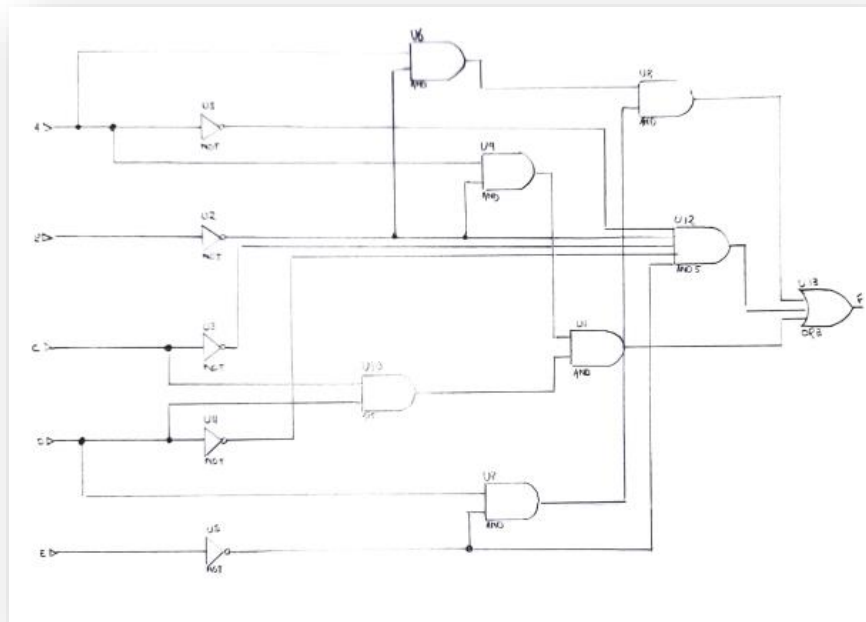 U6
AND
U8
AND
U1
NOT
A
U9
AND
U2
NOT
U12
AND5
U13
OR3
F
U3
NOT
C
U11
AND
U10
U4
NOT
D
U7
AND
U5
NOT
E